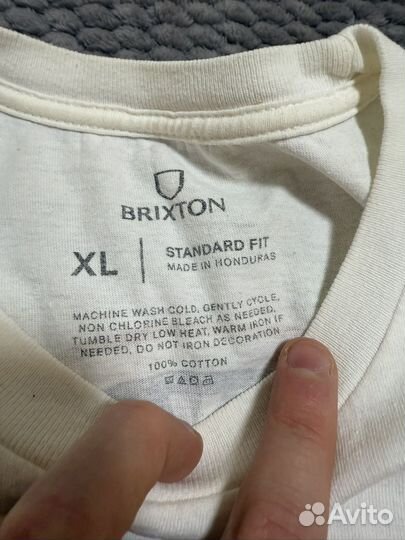 BRIXTON
XL | STANDARD FIT
MADE IN HONDURAS
MACHINE WASH COLD, GENTLY CYCLE,
NON CHLORINE BLEACH AS NEEDED,
TUMBLE DRY LOW HEAT, WARM IRON IF
NEEDED, DO NOT IRON DECORATION
100% COTTON
Avito